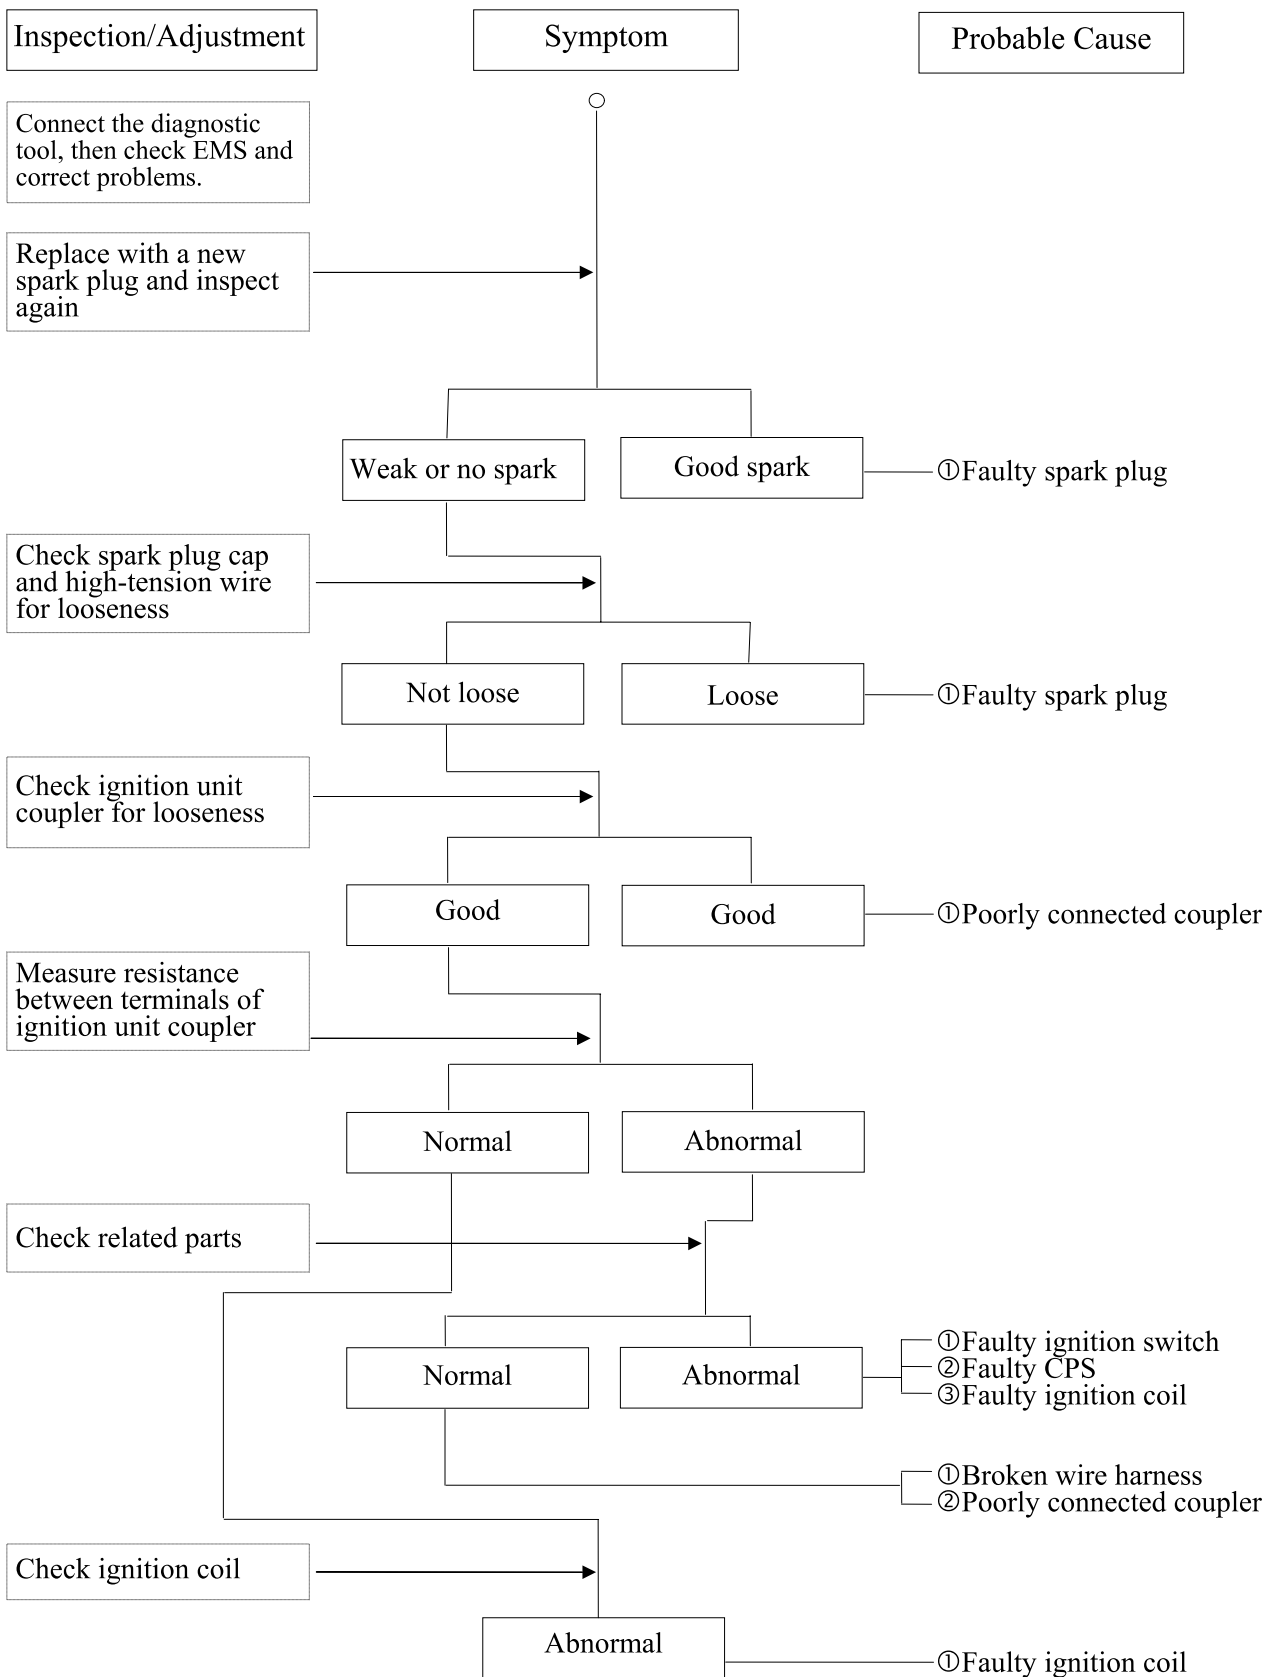 Inspection/Adjustment
Symptom
Probable Cause
Connect the diagnostic
tool, then check EMS and
correct problems.
Replace with a new
spark plug and inspect
again
Weak or no spark
Good spark
①Faulty spark plug
Check spark plug cap
and high-tension wire
for looseness
Not loose
Loose
①Faulty spark plug
Check ignition unit
coupler for looseness
Good
Good
①Poorly connected coupler
Measure resistance
between terminals of
ignition unit coupler
Normal
Abnormal
Check related parts
Normal
Abnormal
①Faulty ignition switch
②Faulty CPS
③Faulty ignition coil
①Broken wire harness
②Poorly connected coupler
Check ignition coil
Abnormal
①Faulty ignition coil